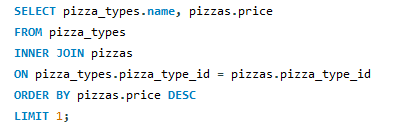 SELECT pizza_types.name, pizzas.price
FROM pizza_types
INNER JOIN pizzas
ON pizza_types.pizza_type_id = pizzas.pizza_type_id
ORDER BY pizzas.price DESC
LIMIT 1;